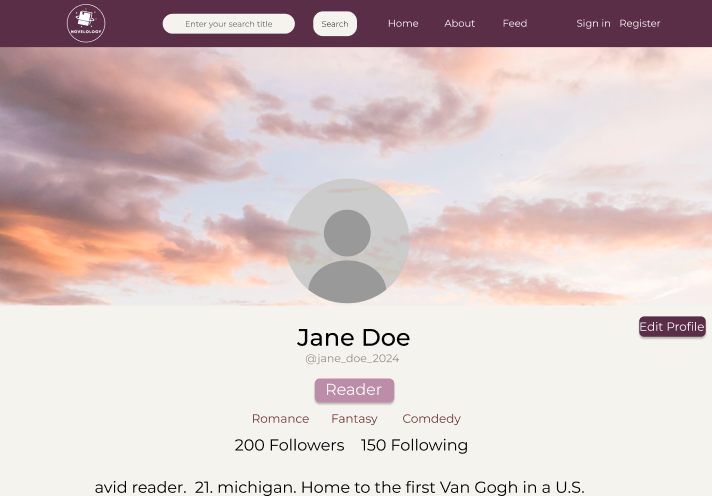 NOVELOLOGY
Enter your search title
Search
Home About Feed
Sign in Register
Edit Profile
Jane Doe
@jane_doe_2024
Reader
Romance Fantasy Comdedy
200 Followers 150 Following
avid reader. 21. michigan. Home to the first Van Gogh in a U.S.